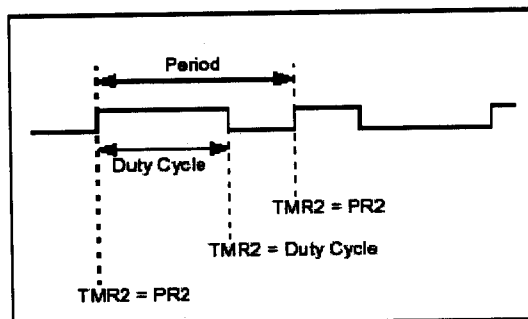 Period
Duty Cycle
TMR2 = PR2
TMR2 = Duty Cycle
TMR2 = PR2